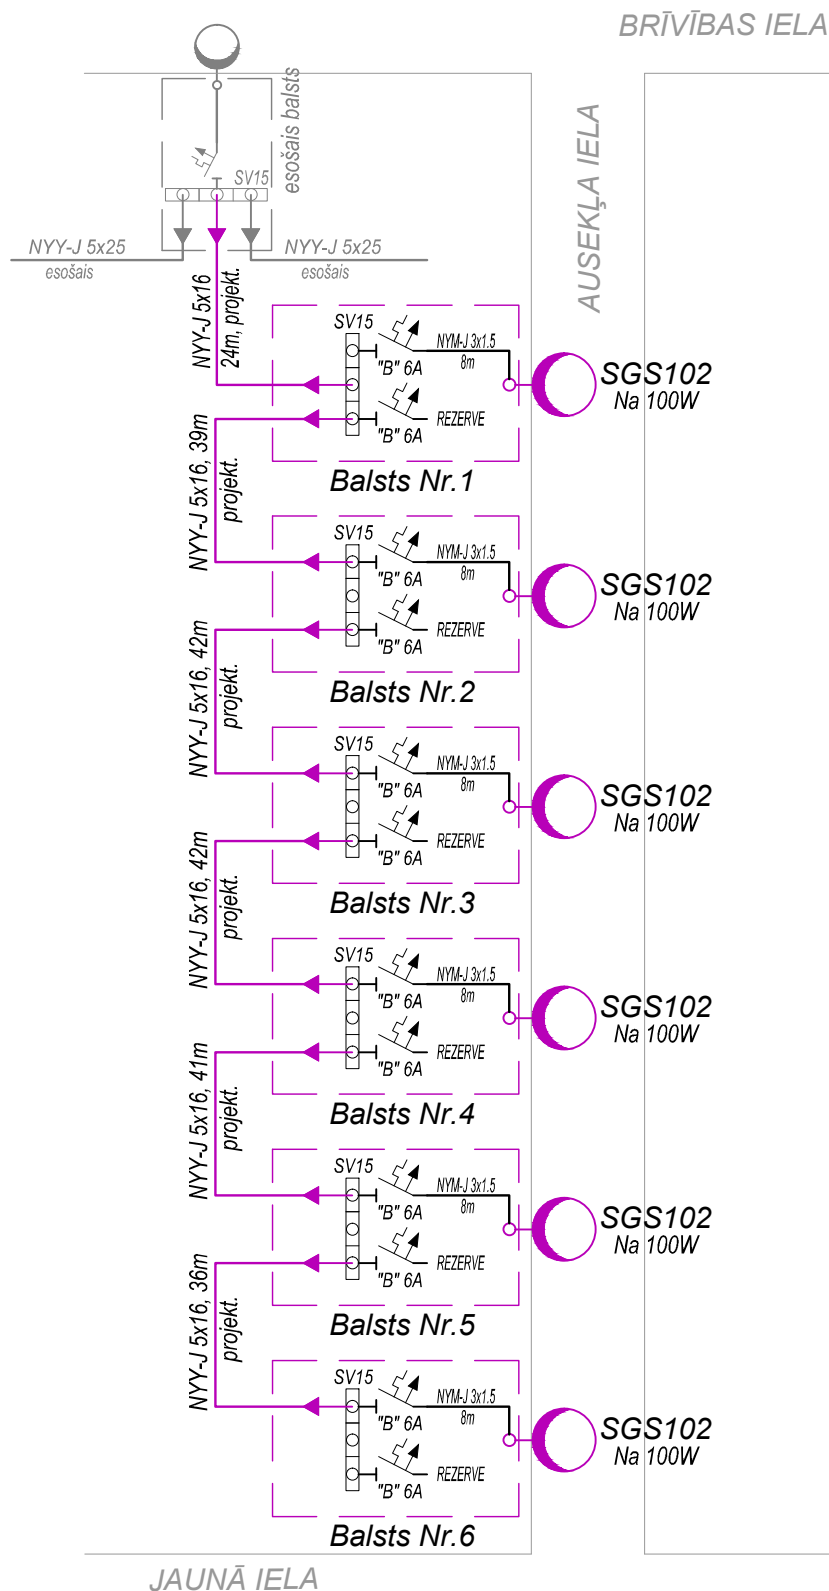 BRĪVĪBAS IELA
esošais balsts
SV15
AUSEKĻA IELA
NYY-J 5x25
esošais
NYY-J 5x25
esošais
NYY-J 5x16
24m, projekt.
SV15
"B" 6A
NYM-J 3x1.5
8m
SGS102
Na 100W
"B" 6A
REZERVE
Balsts Nr.1
NYY-J 5x16, 39m
projekt.
SV15
"B" 6A
NYM-J 3x1.5
8m
SGS102
Na 100W
"B" 6A
REZERVE
Balsts Nr.2
NYY-J 5x16, 42m
projekt.
SV15
"B" 6A
NYM-J 3x1.5
8m
SGS102
Na 100W
"B" 6A
REZERVE
Balsts Nr.3
NYY-J 5x16, 42m
projekt.
SV15
"B" 6A
NYM-J 3x1.5
8m
SGS102
Na 100W
"B" 6A
REZERVE
Balsts Nr.4
NYY-J 5x16, 41m
projekt.
SV15
"B" 6A
NYM-J 3x1.5
8m
SGS102
Na 100W
"B" 6A
REZERVE
Balsts Nr.5
NYY-J 5x16, 36m
projekt.
SV15
"B" 6A
NYM-J 3x1.5
8m
SGS102
Na 100W
"B" 6A
REZERVE
Balsts Nr.6
JAUNĀ IELA